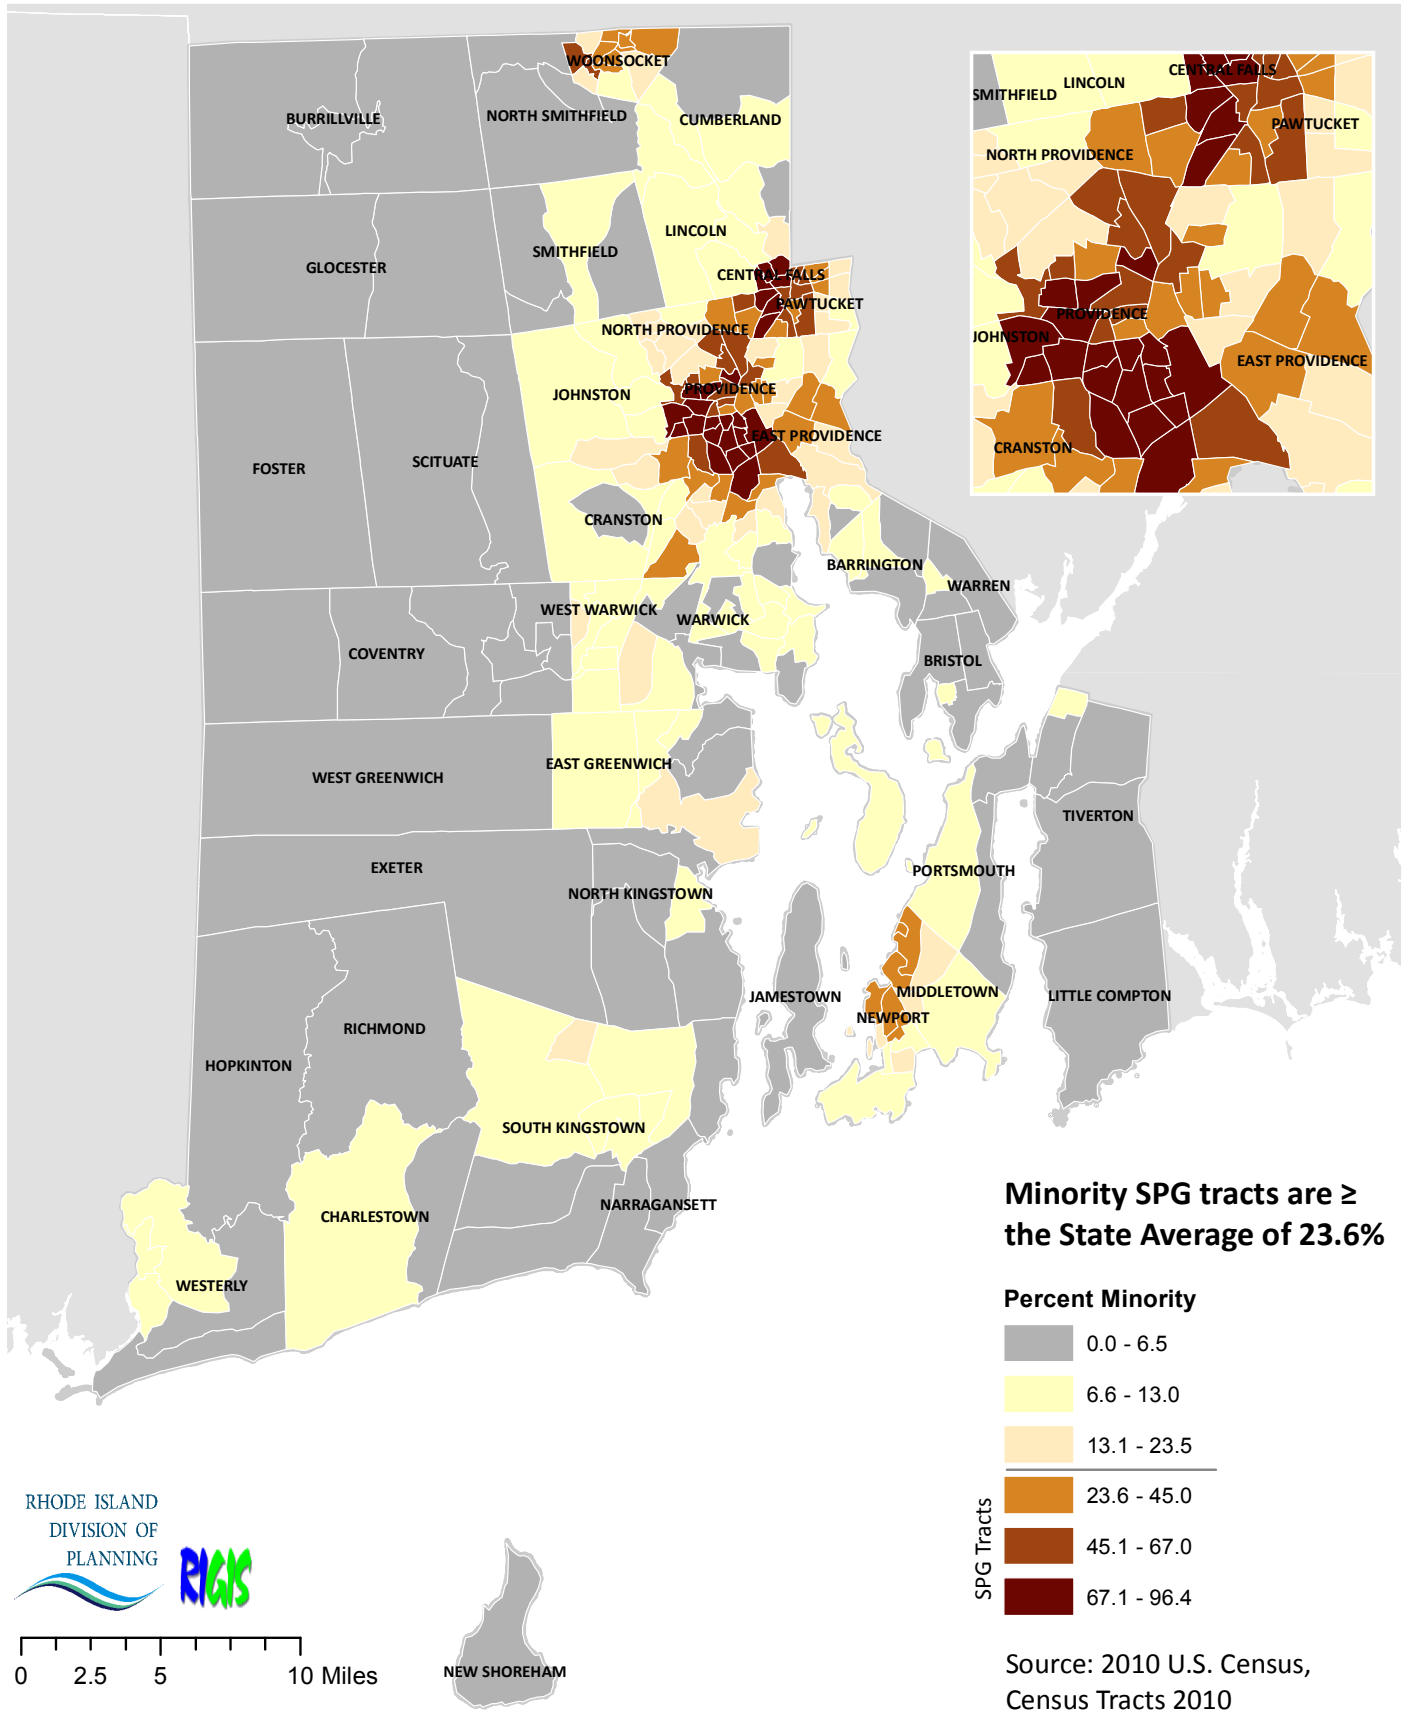 WOONSOCKET
BURRILLVILLE
NORTH SMITHFIELD
CUMBERLAND
LINCOLN
SMITHFIELD
GLOCESTER
CENTRAL FALLS
PAWTUCKET
NORTH PROVIDENCE
JOHNSTON
PROVIDENCE
EAST PROVIDENCE
FOSTER
SCITUATE
CRANSTON
BARRINGTON
WARREN
WEST WARWICK
WARWICK
COVENTRY
BRISTOL
WEST GREENWICH
EAST GREENWICH
TIVERTON
EXETER
PORTSMOUTH
NORTH KINGSTOWN
JAMESTOWN
MIDDLETOWN
LITTLE COMPTON
NEWPORT
RICHMOND
HOPKINTON
SOUTH KINGSTOWN
NARRAGANSETT
CHARLESTOWN
WESTERLY
NEW SHOREHAM
CENTRAL FALLS
LINCOLN
SMITHFIELD
PAWTUCKET
NORTH PROVIDENCE
PROVIDENCE
JOHNSTON
EAST PROVIDENCE
CRANSTON
Minority SPG tracts are ≥
the State Average of 23.6%
Percent Minority
0.0 - 6.5
6.6 - 13.0
13.1 - 23.5
SPG Tracts
23.6 - 45.0
45.1 - 67.0
67.1 - 96.4
Source: 2010 U.S. Census,
Census Tracts 2010
RHODE ISLAND
DIVISION OF
PLANNING
RIGIS
0 2.5 5 10 Miles